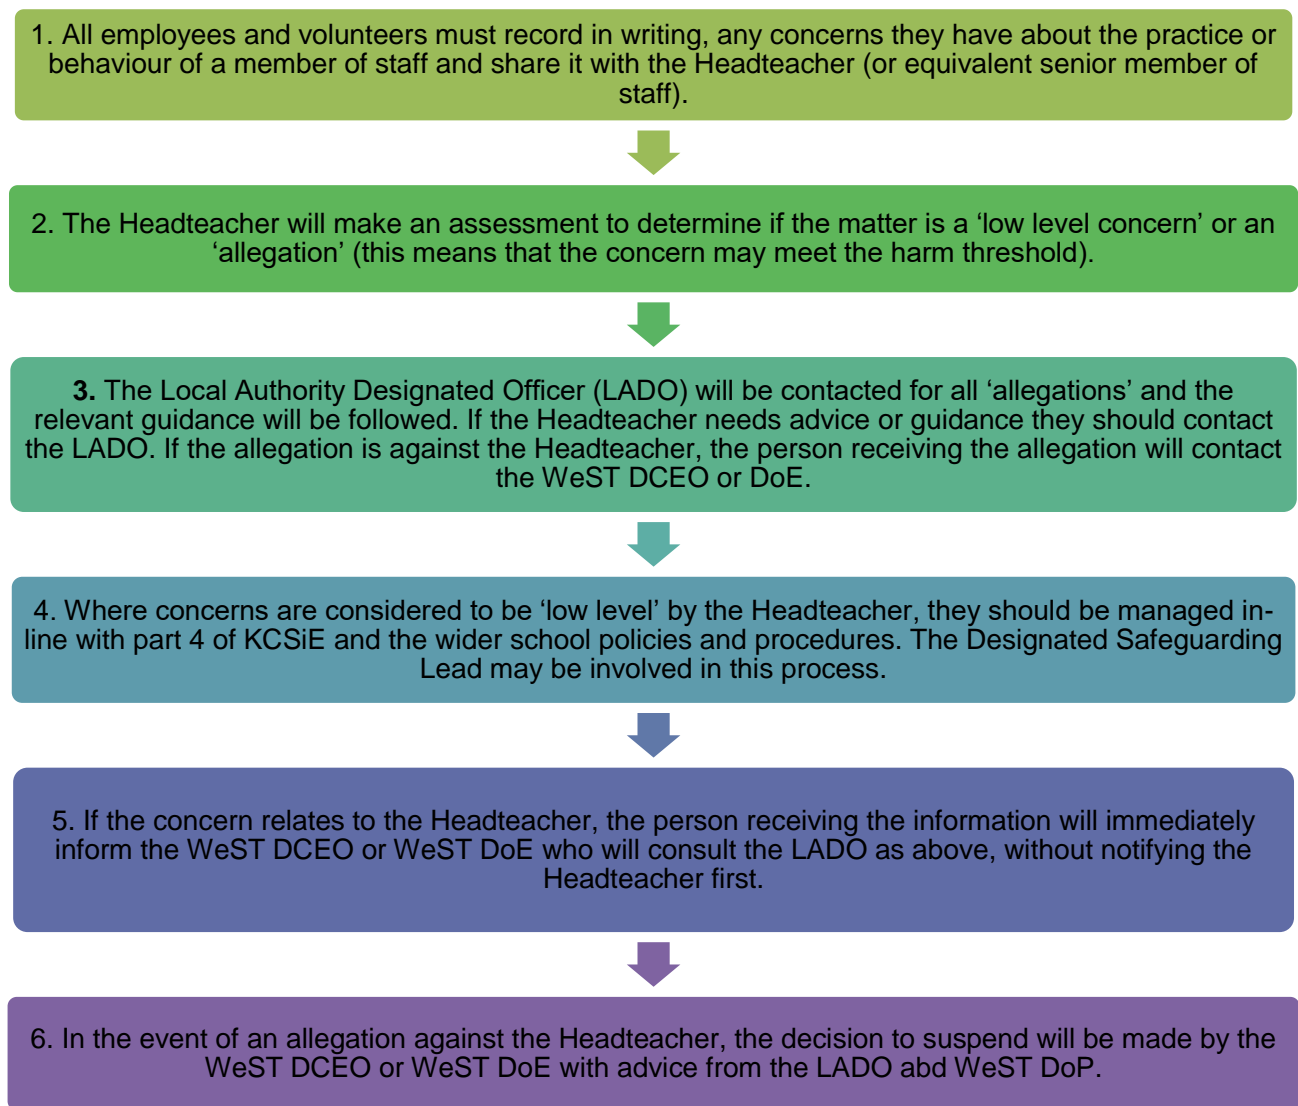 1. All employees and volunteers must record in writing, any concerns they have about the practice or
behaviour of a member of staff and share it with the Headteacher (or equivalent senior member of
staff).
2. The Headteacher will make an assessment to determine if the matter is a ‘low level concern’ or an
‘allegation’ (this means that the concern may meet the harm threshold).
3. The Local Authority Designated Officer (LADO) will be contacted for all ‘allegations’ and the
relevant guidance will be followed. If the Headteacher needs advice or guidance they should contact
the LADO. If the allegation is against the Headteacher, the person receiving the allegation will contact
the WeST DCEO or DoE.
4. Where concerns are considered to be ‘low level’ by the Headteacher, they should be managed in-
line with part 4 of KCSiE and the wider school policies and procedures. The Designated Safeguarding
Lead may be involved in this process.
5. If the concern relates to the Headteacher, the person receiving the information will immediately
inform the WeST DCEO or WeST DoE who will consult the LADO as above, without notifying the
Headteacher first.
6. In the event of an allegation against the Headteacher, the decision to suspend will be made by the
WeST DCEO or WeST DoE with advice from the LADO abd WeST DoP.